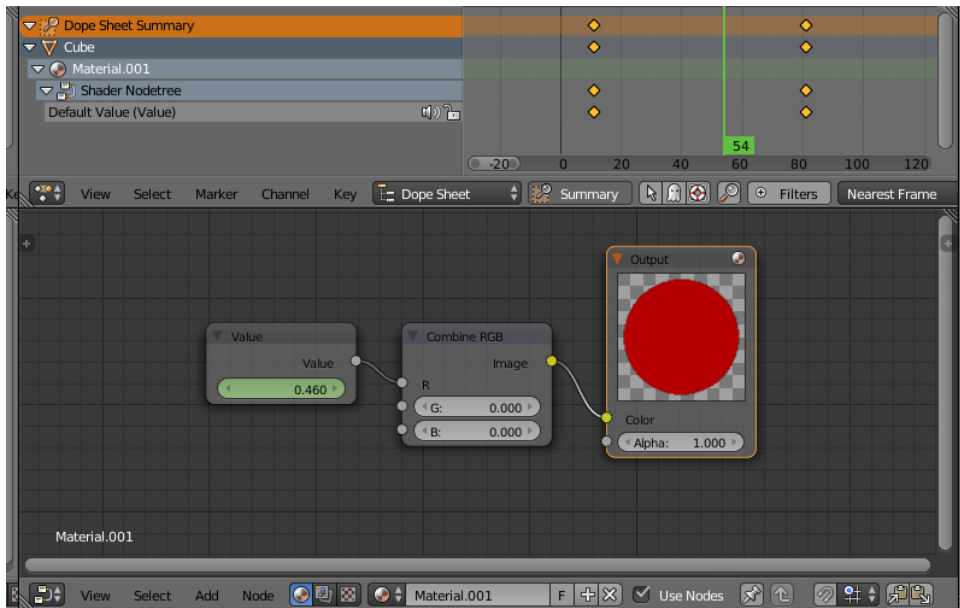 Dope Sheet Summary
Cube
Material.001
Shader Nodetree
Default Value (Value)
54
-20 0 20 40 60 80 100 120
View Select Marker Channel Key Dope Sheet Summary Filters Nearest Frame
Output
Value
Combine RGB
Value
Image
0.460
R
G: 0.000
B: 0.000
Color
Alpha: 1.000
Material.001
View Select Add Node Material.001 F Use Nodes